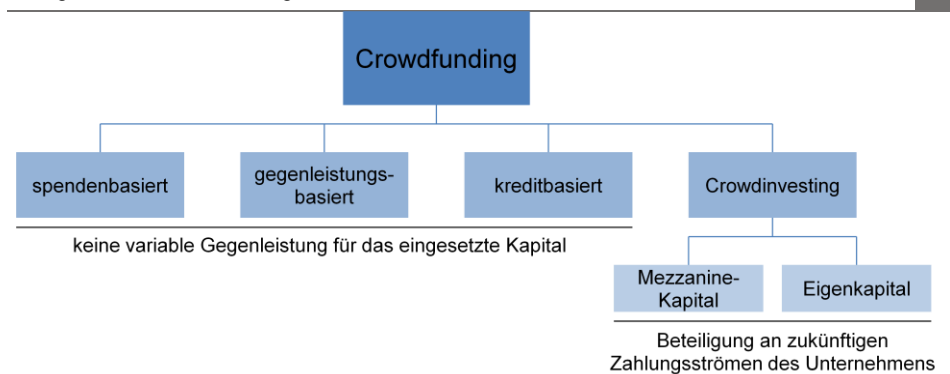 Crowdfunding
spendenbasiert
gegenleistungs-
basiert
kreditbasiert
Crowdinvesting
keine variable Gegenleistung für das eingesetzte Kapital
Mezzanine-
Kapital
Eigenkapital
Beteiligung an zukünftigen
Zahlungsströmen des Unternehmens